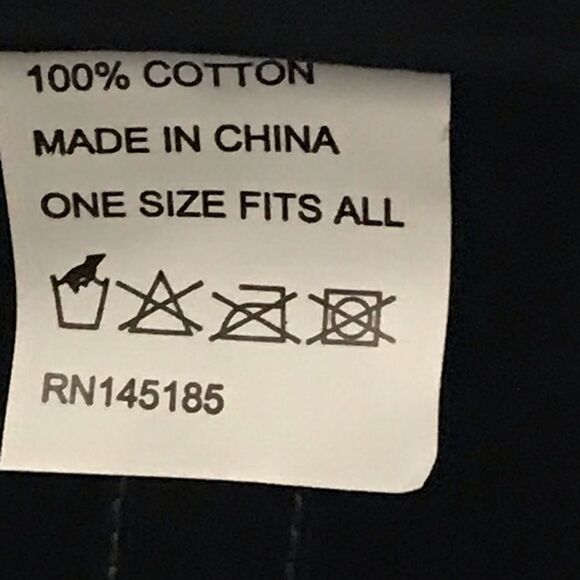 100% COTTON
MADE IN CHINA
ONE SIZE FITS ALL
RN145185